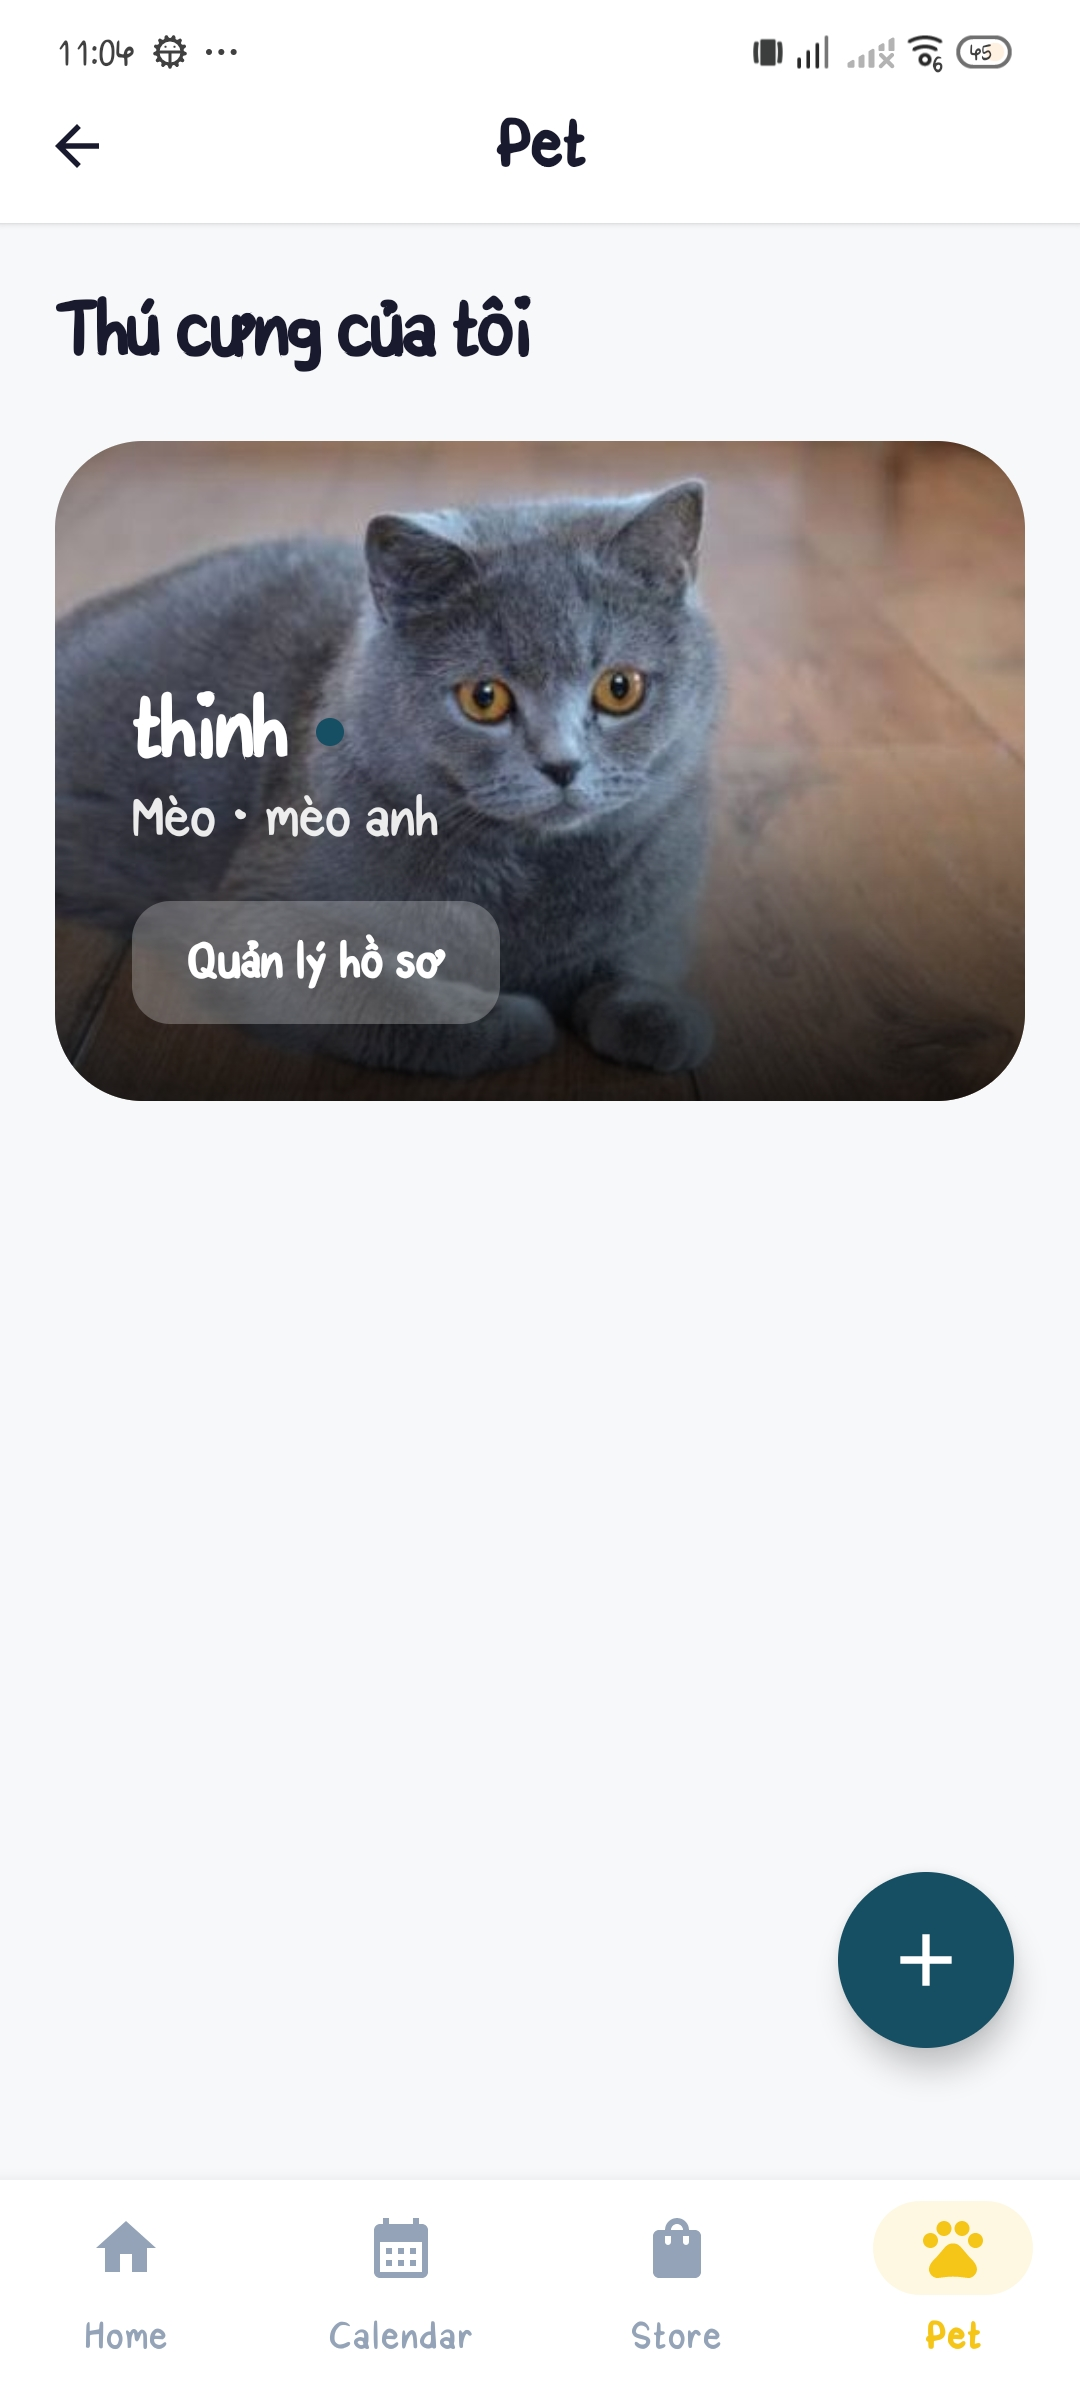 11:04
45
Pet
Thú cưng của tôi
thinh
Mèo • mèo anh
Quản lý hồ sơ
Home
Calendar
Store
Pet